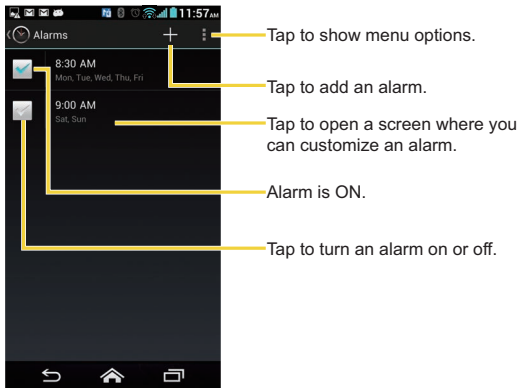 11:57AM
Alarms
Tap to show menu options.
8:30 AM
Mon, Tue, Wed, Thu, Fri
Tap to add an alarm.
9:00 AM
Sat, Sun
Tap to open a screen where you
can customize an alarm.
Alarm is ON.
Tap to turn an alarm on or off.